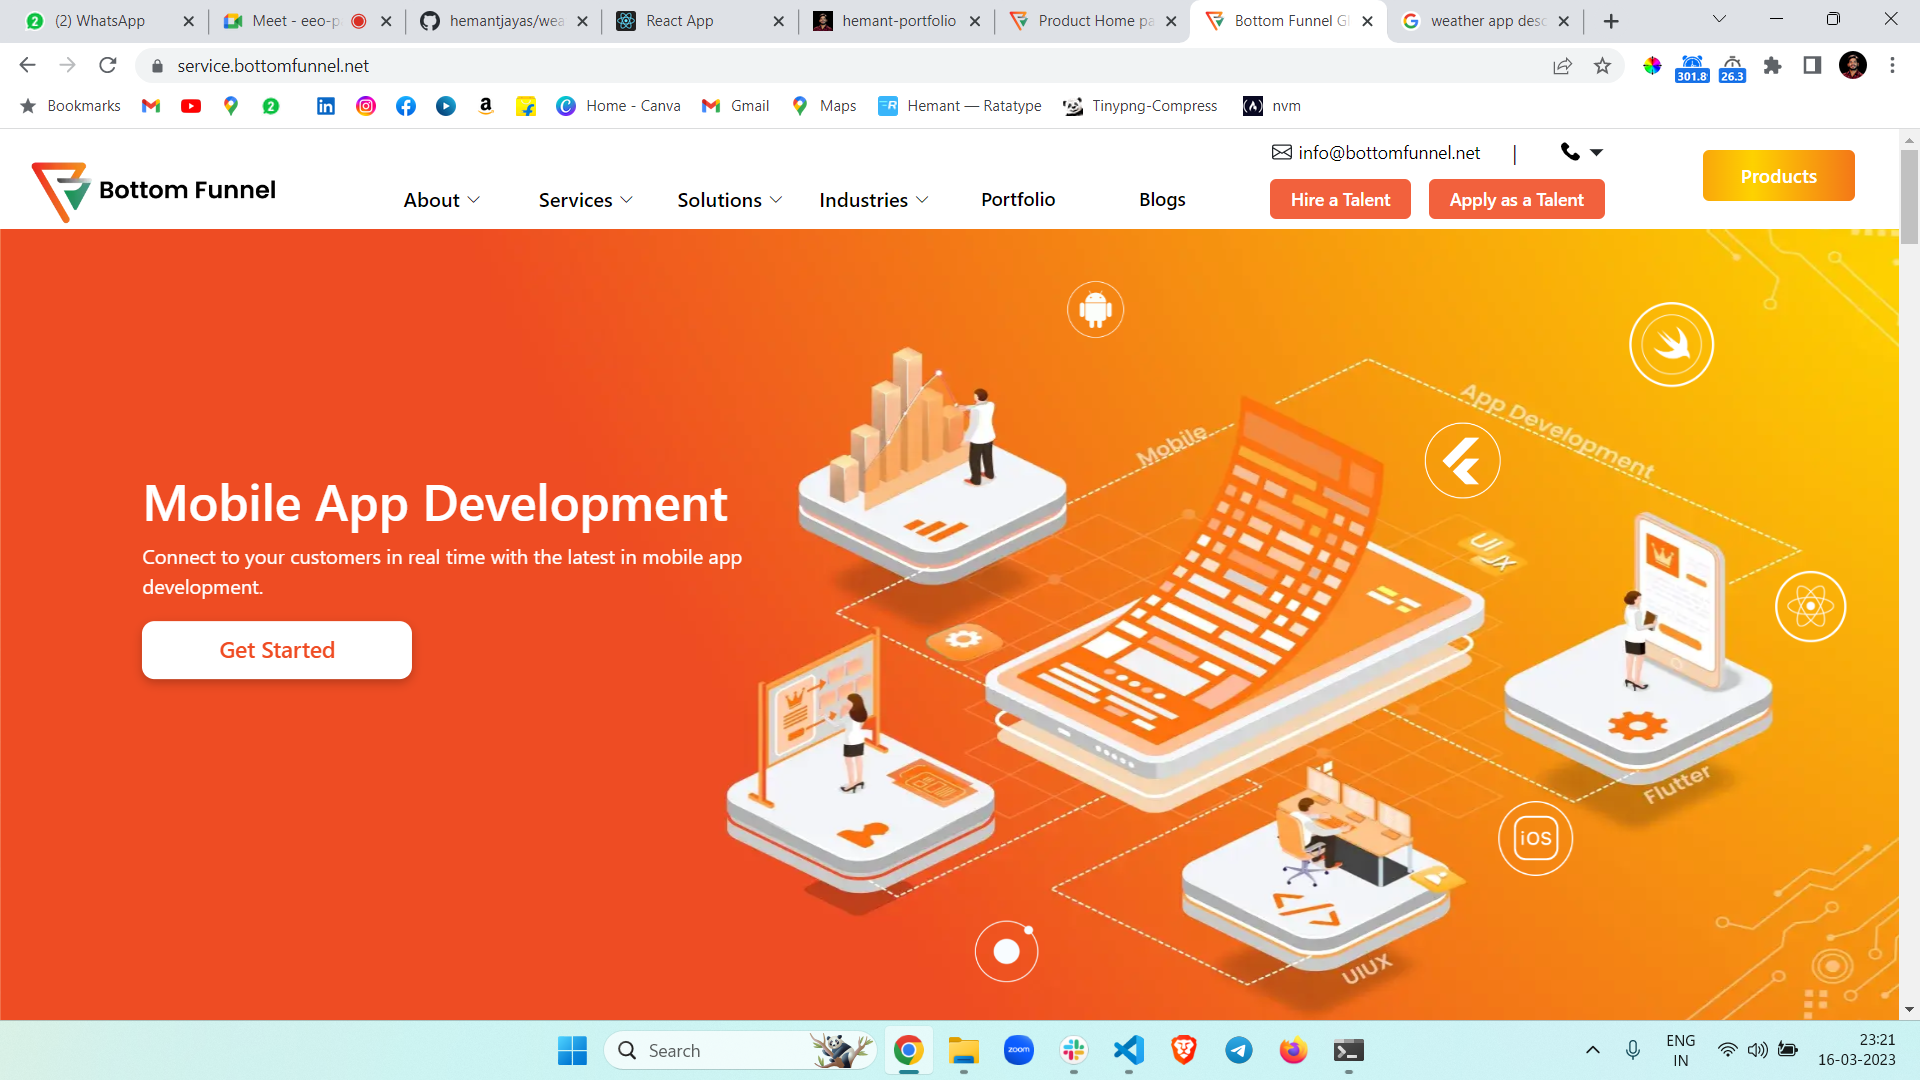 (2) WhatsApp
Meet - eeo-p
hemantjayas/wea
React App
hemant-portfolio
Product Home pa
Bottom Funnel Gl
weather app desc
service.bottomfunnel.net
301.8
26.3
Bookmarks
2
Home - Canva
Gmail
Maps
Hemant — Ratatype
Tinypng-Compress
nvm
info@bottomfunnel.net
|
Bottom Funnel
About
Services
Solutions
Industries
Portfolio
Blogs
Hire a Talent
Apply as a Talent
Products
Mobile
App Development
Mobile App Development
Connect to your customers in real time with the latest in mobile app
development.
Get Started
iOS
Flutter
UIUX
</>
Search
zoom
ENG
IN
23:21
16-03-2023